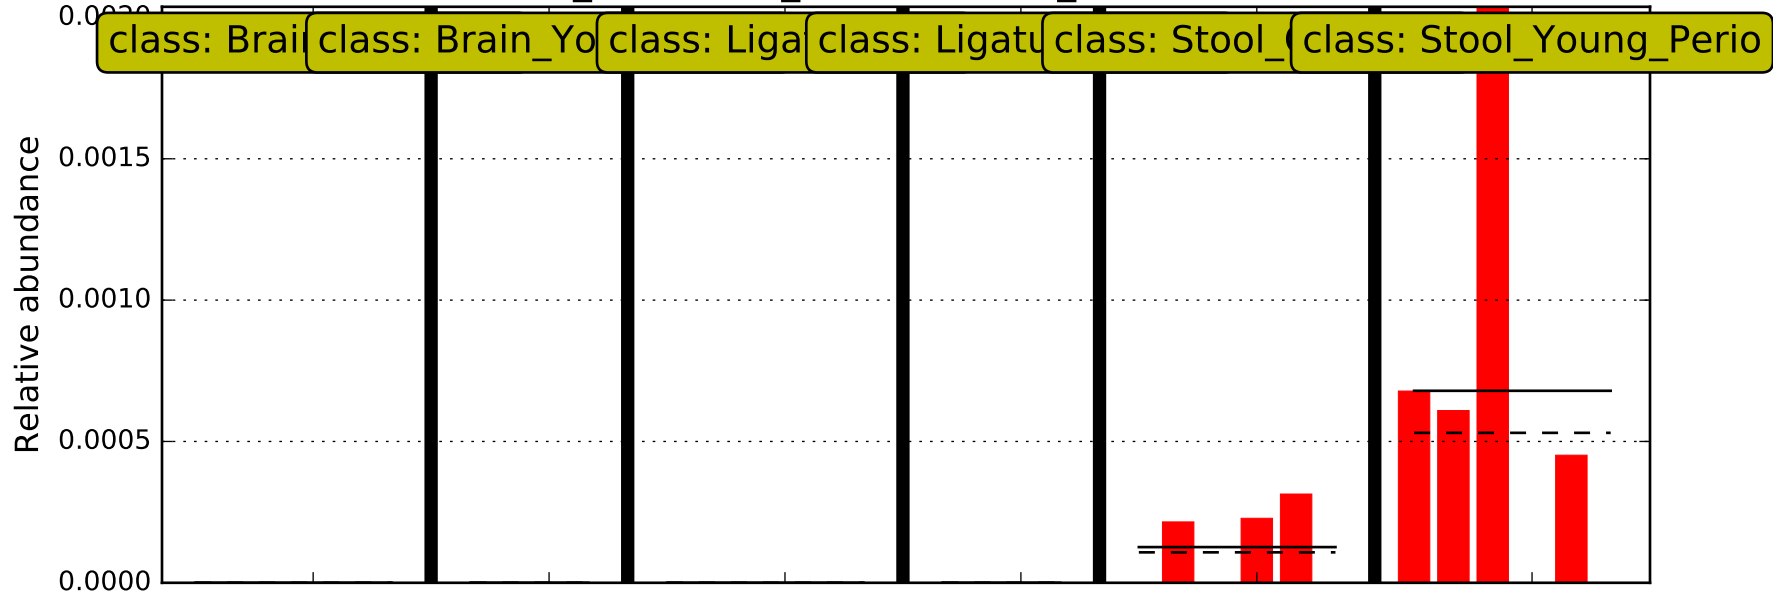 class: Brai
class: Brain_Yo
class: Liga
class: Ligatu
class: Stool_
class: Stool_Young_Perio
Relative abundance
0.0015
0.0010
0.0005
0.0000